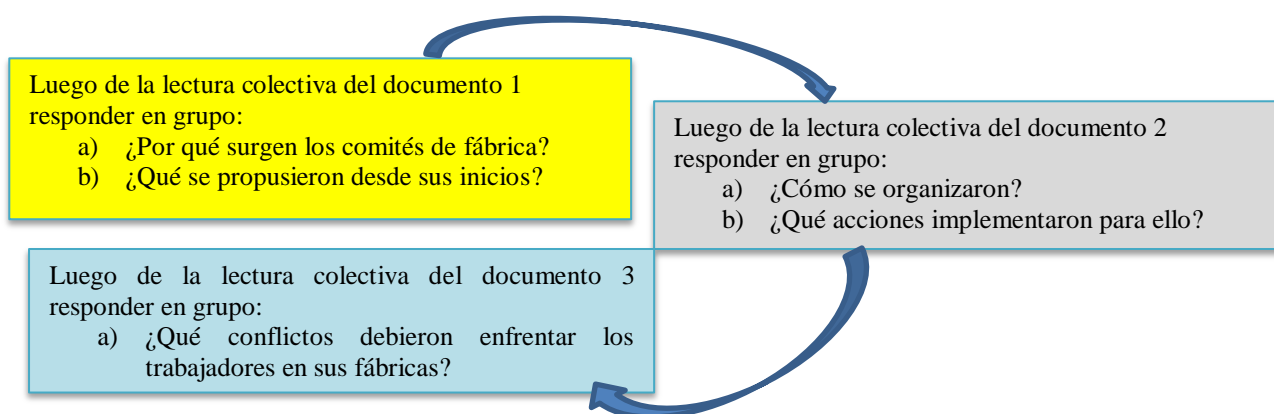 Luego de la lectura colectiva del documento 1
responder en grupo:
a) ¿Por qué surgen los comités de fábrica?
b) ¿Qué se propusieron desde sus inicios?
Luego de la lectura colectiva del documento 2
responder en grupo:
a) ¿Cómo se organizaron?
b) ¿Qué acciones implementaron para ello?
Luego de la lectura colectiva del documento 3
responder en grupo:
a) ¿Qué conflictos debieron enfrentar los
trabajadores en sus fábricas?